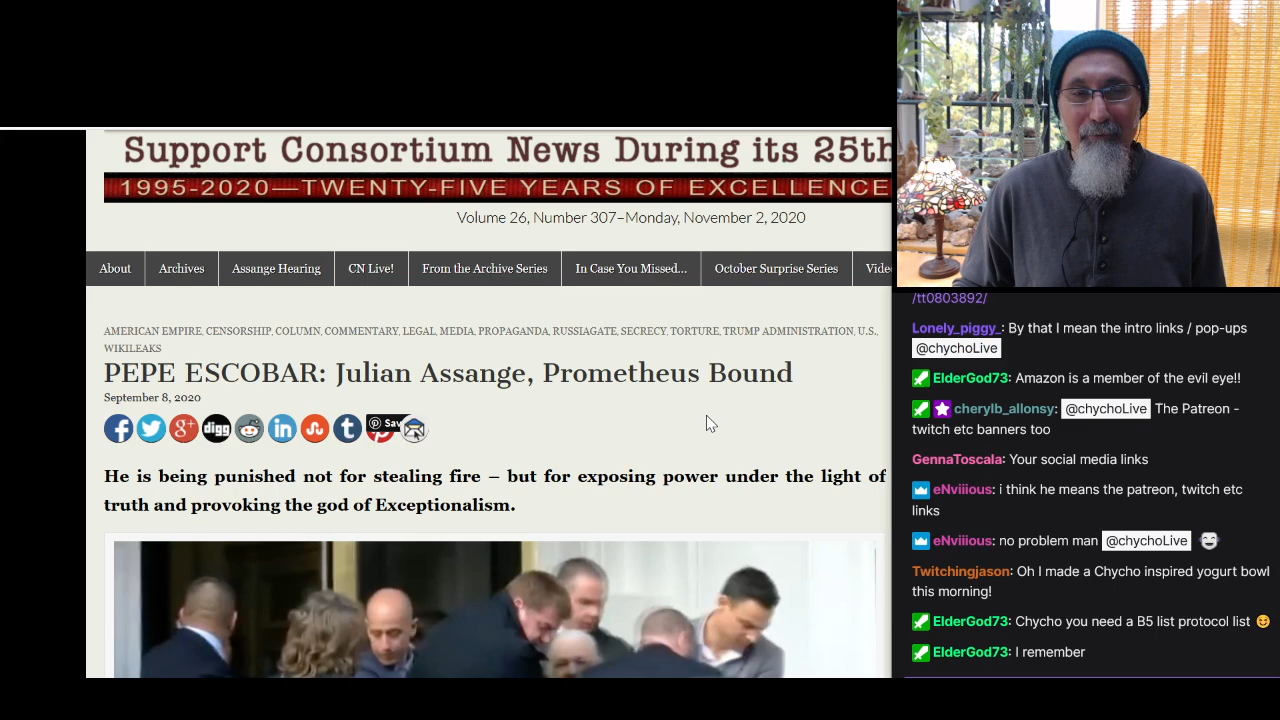 Support Consortium News During its 25th
1995-2020—TWENTY-FIVE YEARS OF EXCELLENCE
Volume 26, Number 307–Monday, November 2, 2020
About Archives Assange Hearing CN Live! From the Archive Series In Case You Missed... October Surprise Series Vide
AMERICAN EMPIRE, CENSORSHIP, COLUMN, COMMENTARY, LEGAL, MEDIA, PROPAGANDA, RUSSIAGATE, SECRECY, TORTURE, TRUMP ADMINISTRATION, U.S.,
WIKILEAKS
PEPE ESCOBAR: Julian Assange, Prometheus Bound
September 8, 2020
digg Sav
He is being punished not for stealing fire – but for exposing power under the light of
truth and provoking the god of Exceptionalism.
/tt0803892/
Lonely_piggy_: By that I mean the intro links / pop-ups
@chychoLive
ElderGod73: Amazon is a member of the evil eye!!
cherylb_allonsy: @chychoLive The Patreon -
twitch etc banners too
GennaToscala: Your social media links
eNviiious: i think he means the patreon, twitch etc
links
eNviiious: no problem man @chychoLive
Twitchingjason: Oh I made a Chycho inspired yogurt bowl
this morning!
ElderGod73: Chycho you need a B5 list protocol list
ElderGod73: I remember